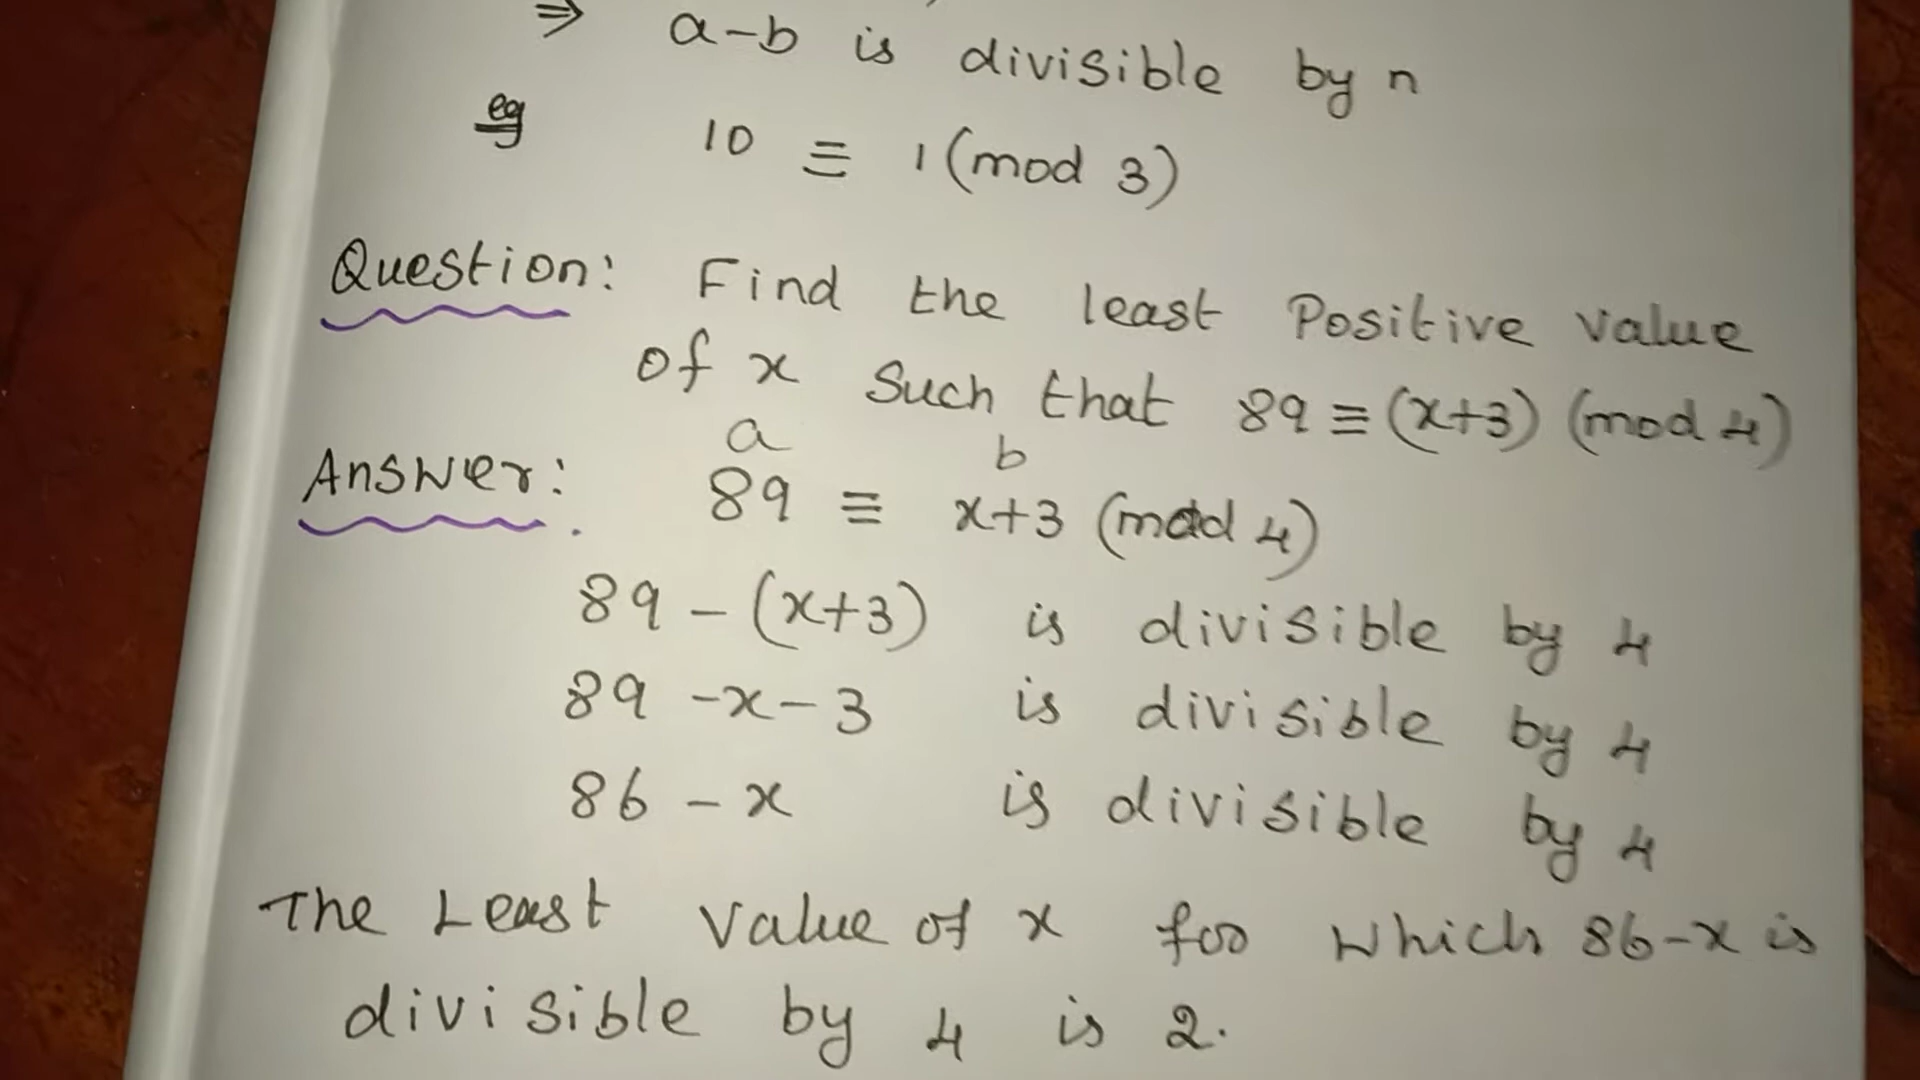 ⇒ a-b is divisible by n
eg 10 ≡ 1 (mod 3)
Question: Find the least Positive value
of x Such that 89 ≡ (x+3) (mod 4)
a b
Answer: 89 ≡ x+3 (mod 4)
89 - (x+3) is divisible by 4
89 -x-3 is divisible by 4
86 - x is divisible by 4
The Least Value of x for which 86-x is
divisible by 4 is 2.